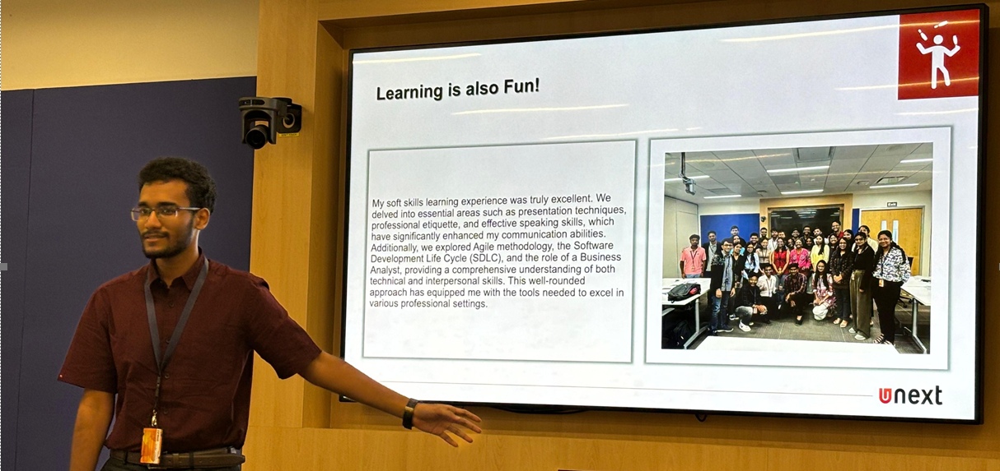 Learning is also Fun!
My soft skills learning experience was truly excellent. We
delved into essential areas such as presentation techniques,
professional etiquette, and effective speaking skills, which
have significantly enhanced my communication abilities.
Additionally, we explored Agile methodology, the Software
Development Life Cycle (SDLC), and the role of a Business
Analyst, providing a comprehensive understanding of both
technical and interpersonal skills. This well-rounded
approach has equipped me with the tools needed to excel in
various professional settings.
unext